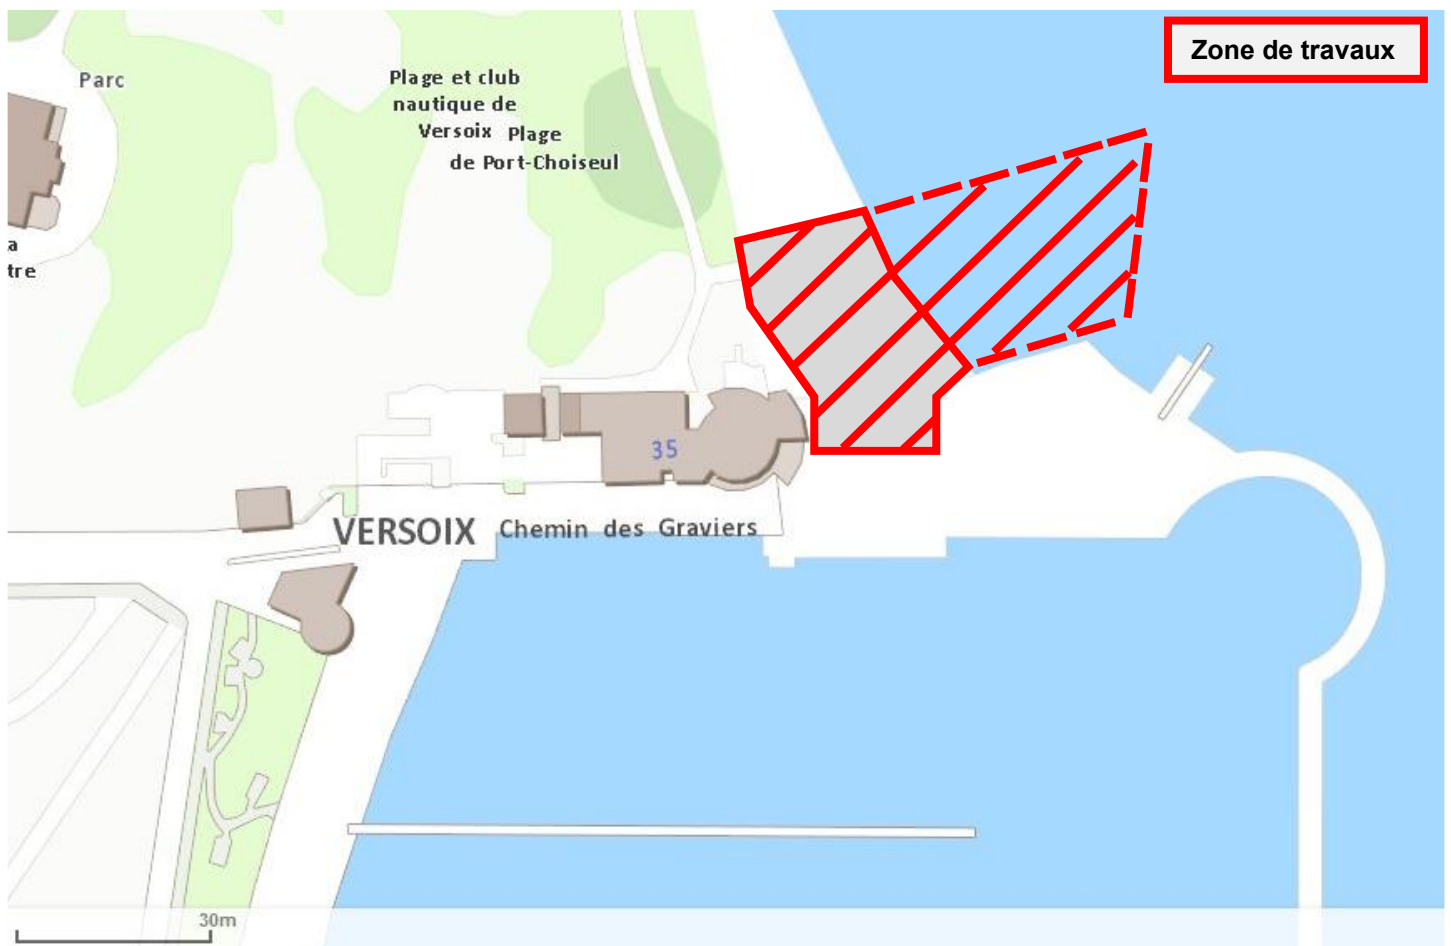 Zone de travaux
Parc
Plage et club
nautique de
Versoix Plage
de Port-Choiseul
a
tre
35
VERSOIX Chemin des Graviers
30m